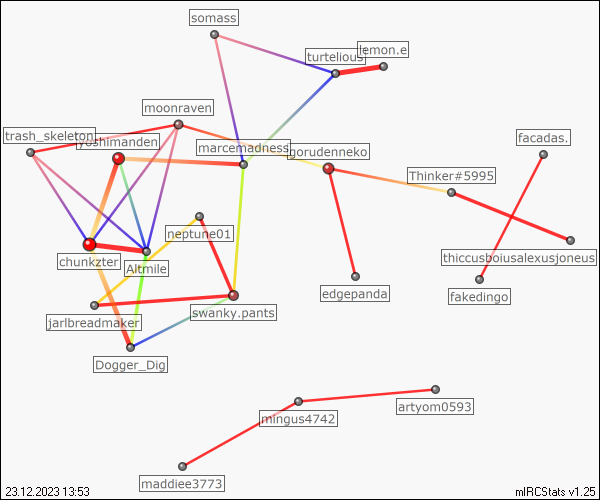 somass
lemon.e
turtelious
moonraven
trash_skeleton
yoshimanden
marcemadness
gorudenneko
facadas.
Thinker#5995
neptune01
chunkzter
Altmile
thiccusboiusalexusjoneus
edgepanda
fakedingo
jarlbreadmaker
swanky.pants
Dogger_Dig
artyom0593
mingus4742
maddiee3773
23.12.2023 13:53
mIRCStats v1.25